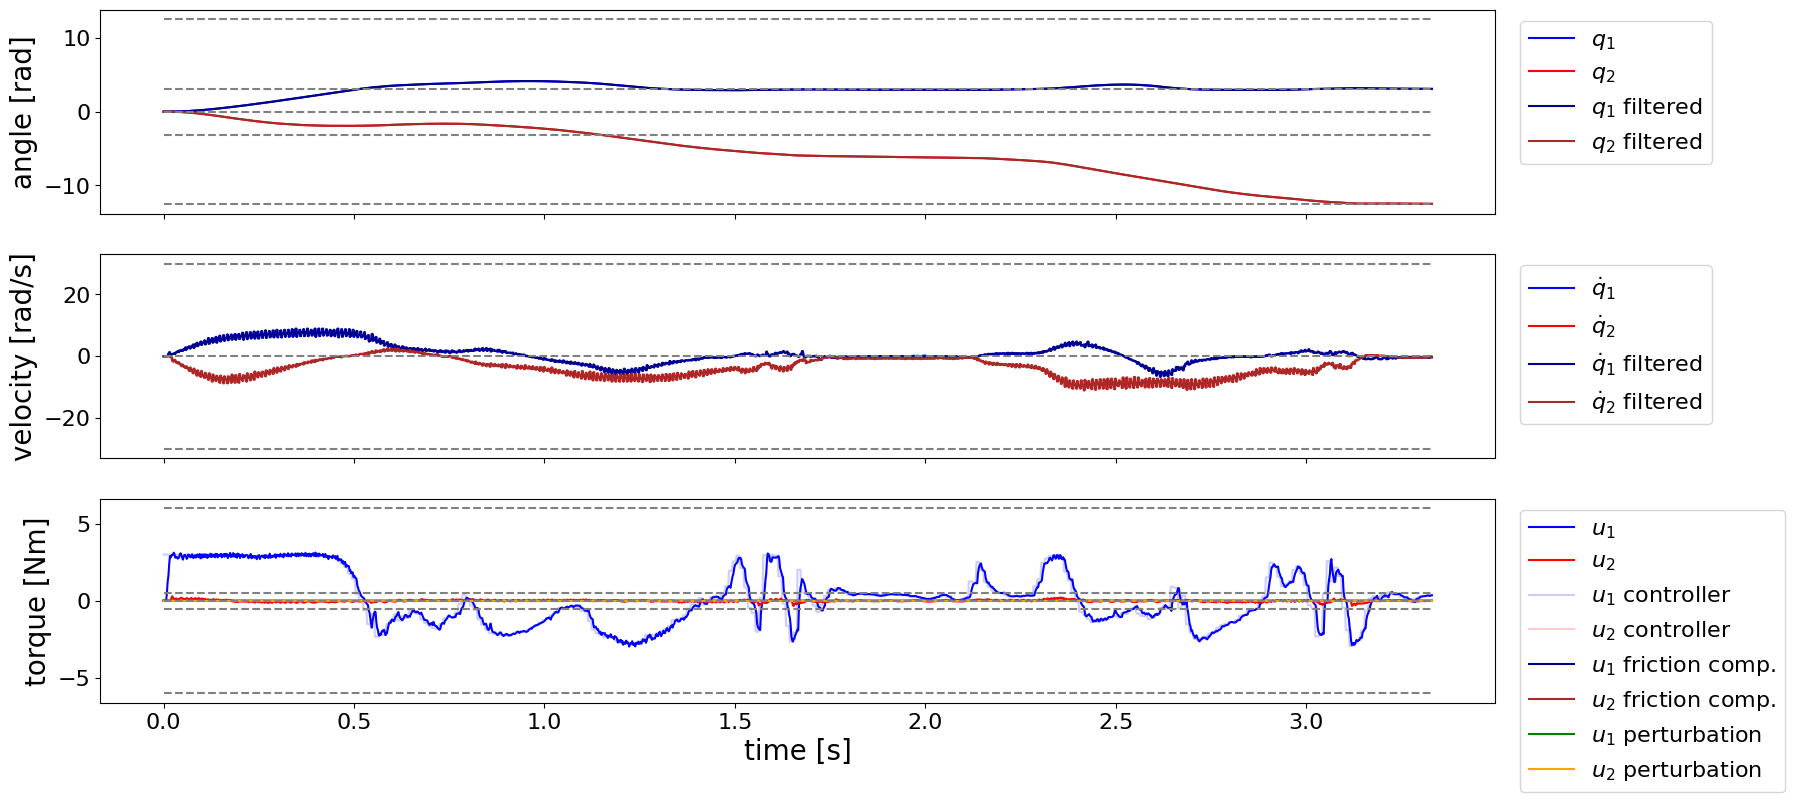 angle [rad]
10
0
−10
q₁
q₂
q₁ filtered
q₂ filtered
velocity [rad/s]
20
0
−20
q̇₁
q̇₂
q̇₁ filtered
q̇₂ filtered
torque [Nm]
5
0
−5
0.0 0.5 1.0 1.5 2.0 2.5 3.0
time [s]
u₁
u₂
u₁ controller
u₂ controller
u₁ friction comp.
u₂ friction comp.
u₁ perturbation
u₂ perturbation